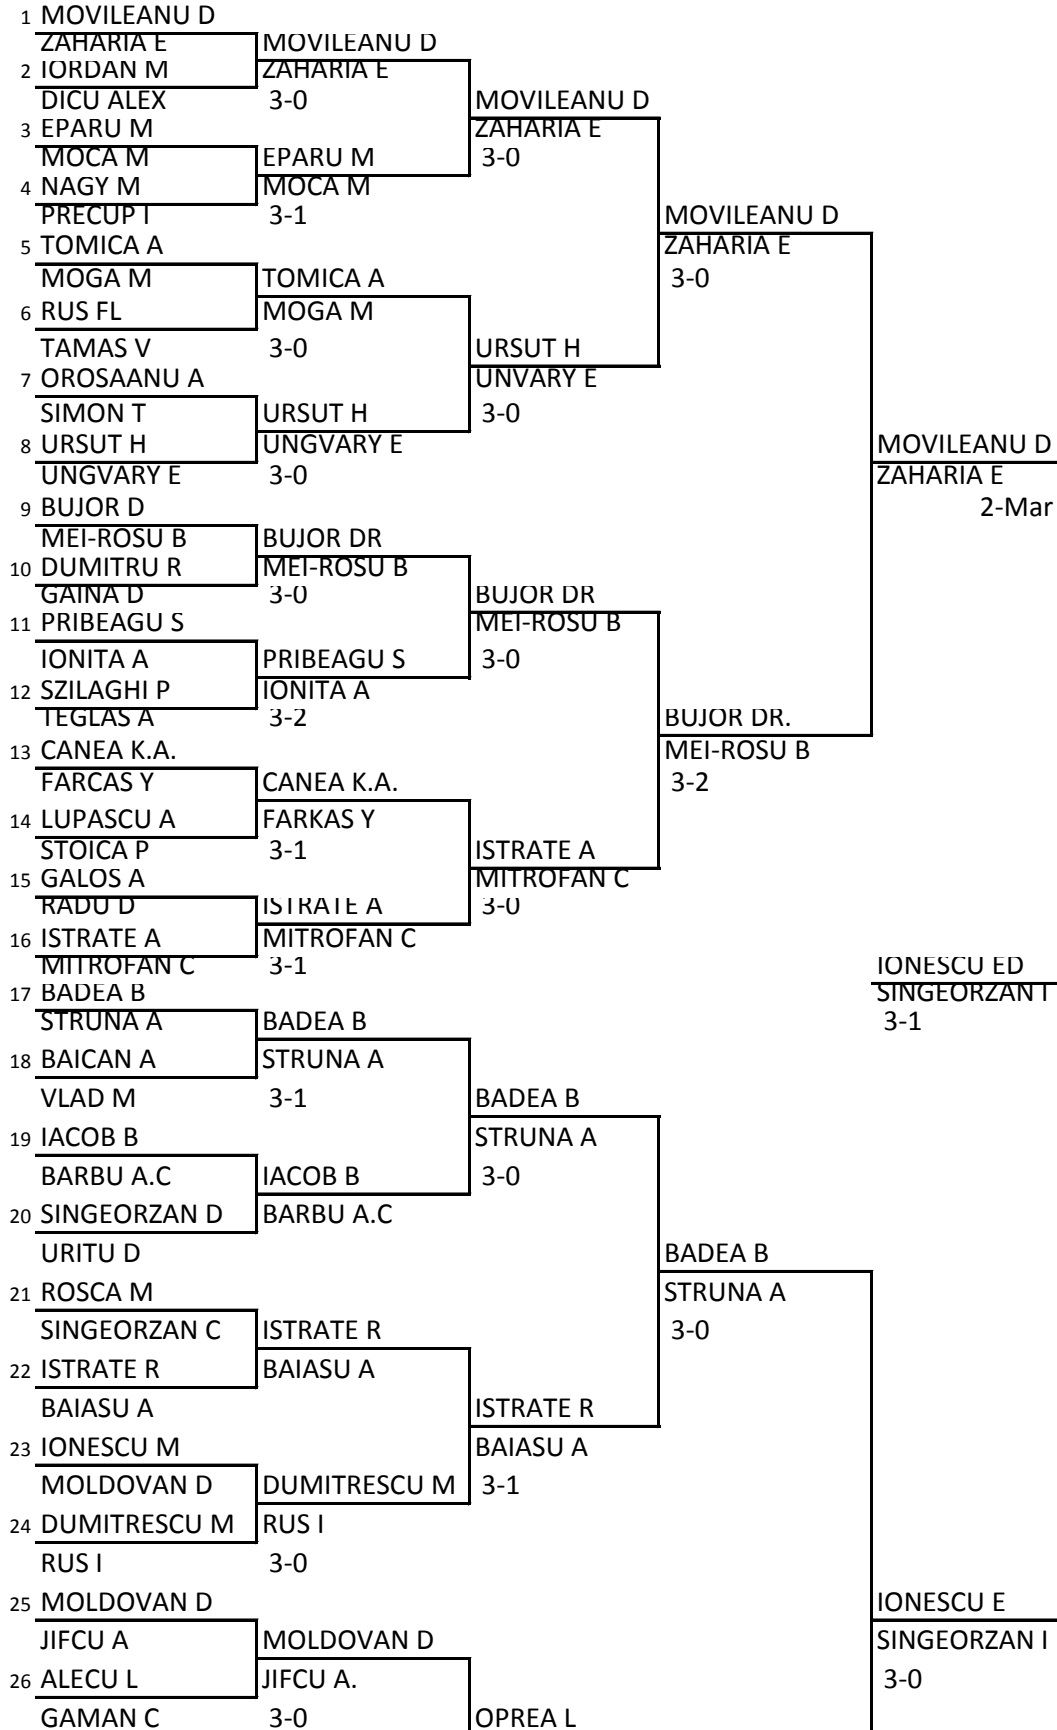 1 MOVILEANU D
ZAHARIA E
MOVILEANU D
2 IORDAN M
ZAHARIA E
DICU ALEX
3-0
MOVILEANU D
3 EPARU M
ZAHARIA E
MOCA M
EPARU M
3-0
4 NAGY M
MOCA M
PRECUP I
3-1
MOVILEANU D
5 TOMICA A
ZAHARIA E
MOGA M
TOMICA A
3-0
6 RUS FL
MOGA M
TAMAS V
3-0
URSUT H
7 OROSAANU A
UNVARY E
SIMON T
URSUT H
3-0
8 URSUT H
UNGVARY E
MOVILEANU D
UNGVARY E
3-0
ZAHARIA E
9 BUJOR D
2-Mar
MEI-ROSU B
BUJOR DR
10 DUMITRU R
MEI-ROSU B
GAINA D
3-0
BUJOR DR
11 PRIBEAGU S
MEI-ROSU B
IONITA A
PRIBEAGU S
3-0
12 SZILAGHI P
IONITA A
TEGLAS A
3-2
BUJOR DR.
13 CANEA K.A.
MEI-ROSU B
FARCAS Y
CANEA K.A.
3-2
14 LUPASCU A
FARKAS Y
STOICA P
3-1
ISTRATE A
15 GALOS A
MITROFAN C
RADU D
ISTRATE A
3-0
16 ISTRATE A
MITROFAN C
MITROFAN C
3-1
IONESCU ED
17 BADEA B
SINGEORZAN I
STRUNA A
BADEA B
3-1
18 BAICAN A
STRUNA A
VLAD M
3-1
BADEA B
19 IACOB B
STRUNA A
BARBU A.C
IACOB B
3-0
20 SINGEORZAN D
BARBU A.C
URITU D
BADEA B
21 ROSCA M
STRUNA A
SINGEORZAN C
ISTRATE R
3-0
22 ISTRATE R
BAIASU A
BAIASU A
ISTRATE R
23 IONESCU M
BAIASU A
MOLDOVAN D
DUMITRESCU M
3-1
24 DUMITRESCU M
RUS I
RUS I
3-0
25 MOLDOVAN D
IONESCU E
JIFCU A
MOLDOVAN D
SINGEORZAN I
26 ALECU L
JIFCU A.
3-0
GAMAN C
3-0
OPREA L